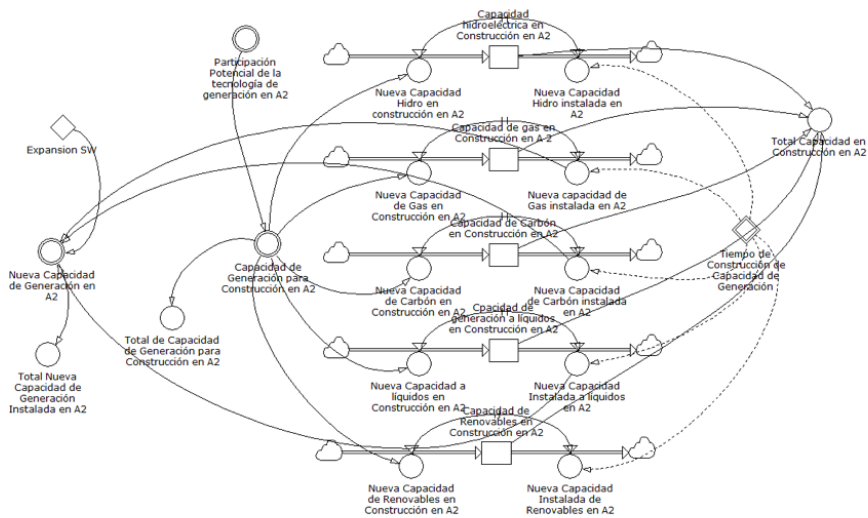 Capacidad
hidroeléctrica en
Construcción en A2
Participación
Potencial de la
tecnología de
generación en A2
Nueva Capacidad
Hidro en
construcción en A2
Nueva Capacidad
Hidro instalada en
A2
Expansion SW
Total Capacidad en
Construcción en A2
Capacidad de gas en
Construcción en A 2
Nueva Capacidad
de Gas en
Construcción en A2
Nueva capacidad de
Gas instalada en A2
Capacidad de Carbón
en Construcción en A2
Nueva Capacidad
de Generación en
A2
Capacidad de
Generación para
Construcción en A2
Tiempo de
Construcción de
Capacidad de
Generación
Nueva Capacidad
de Carbón en
Construcción en A2
Nueva Capacidad
de Carbón instalada
en A2
Cpacidad de
generación a líquidos
en Construcción en A2
Total de Capacidad
de Generación para
Construcción en A2
Total Nueva
Capacidad de
Generación
Instalada en A2
Nueva Capacidad a
líquidos en
Construcción en A2
Nueva Capacidad
Instalada a líquidos
en A2
Capacidad de
Renovables en
Construcción en A2
Nueva Capacidad
de Renovables en
Construcción en A2
Nueva Capacidad
Instalada de
Renovables en A2